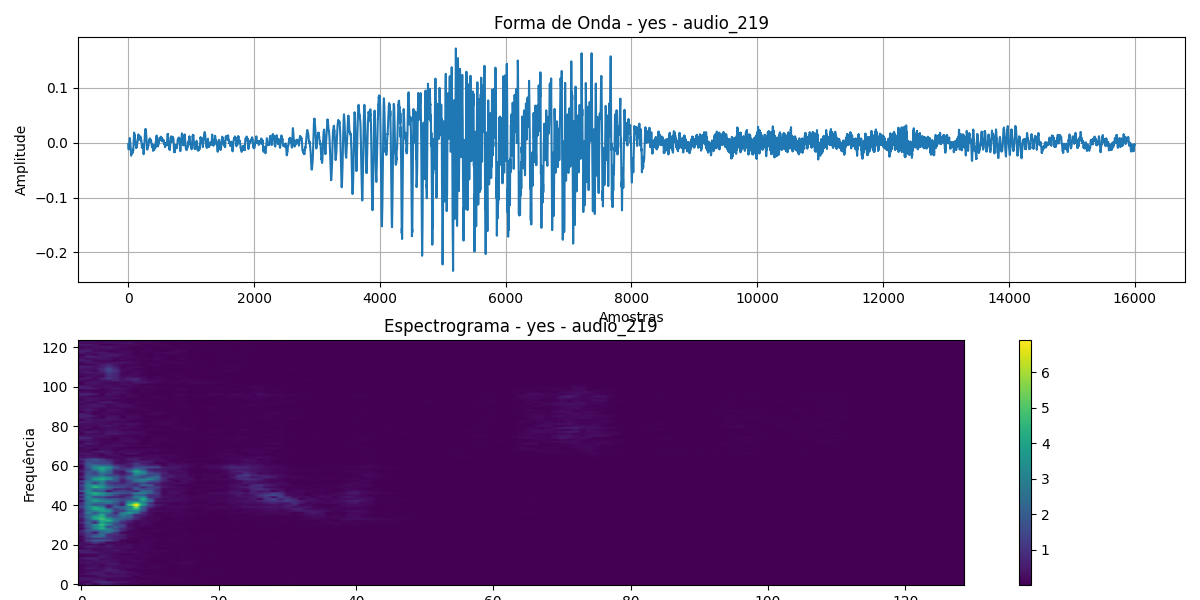 Forma de Onda - yes - audio_219
Amplitude
0.1
0.0
−0.1
−0.2
0 2000 4000 6000 8000 10000 12000 14000 16000
Amostras
Espectrograma - yes - audio_219
Frequência
120
100
80
60
40
20
0
0 20 40 60 80 100 120
6
5
4
3
2
1